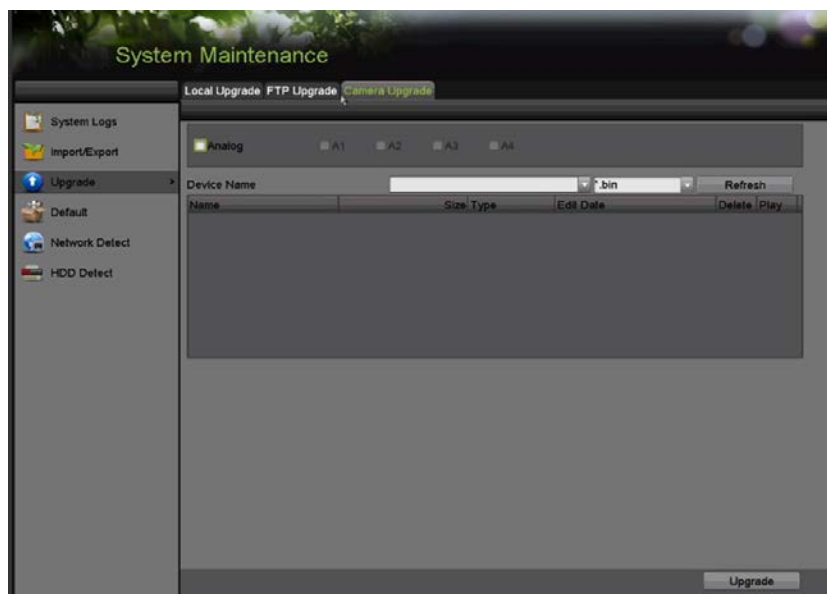 System Maintenance
Local Upgrade FTP Upgrade Camera Upgrade
System Logs
Import/Export
Upgrade
Default
Network Detect
HDD Detect
Analog A1 A2 A3 A4
Device Name *.bin Refresh
Name Size Type Edit Date Delete Play
Upgrade